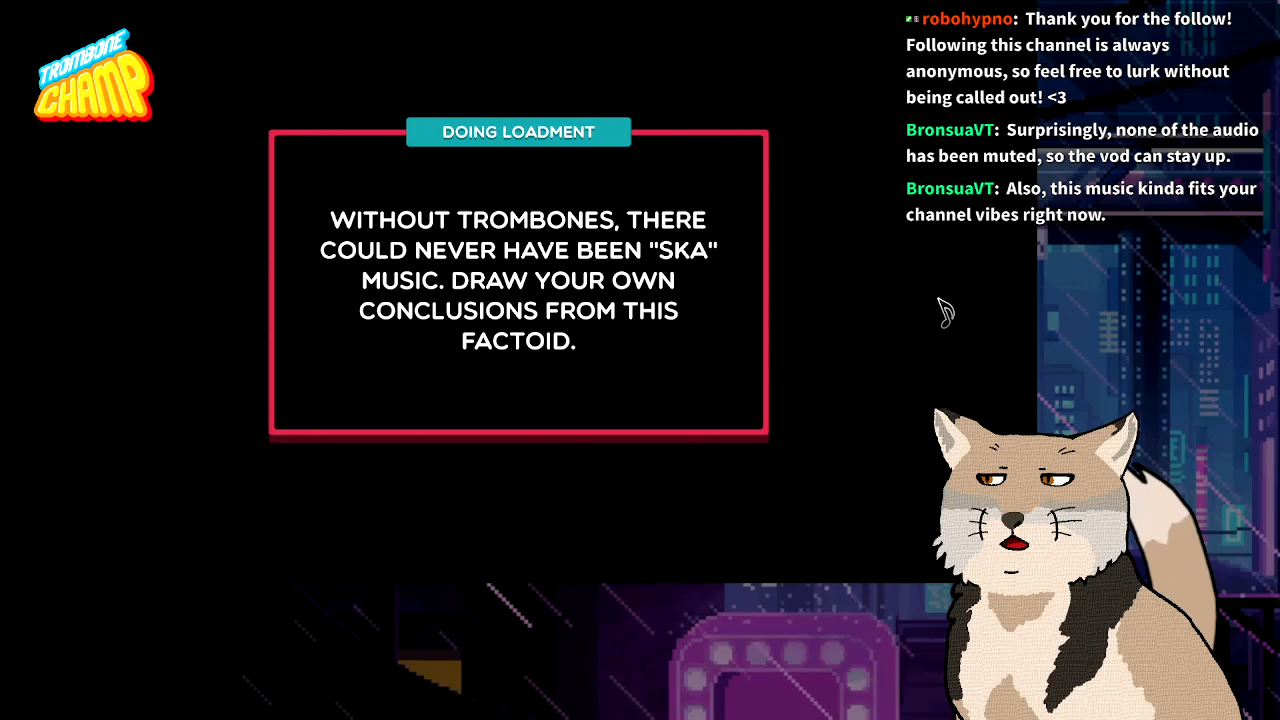 TROMBONE
CHAMP
DOING LOADMENT
WITHOUT TROMBONES, THERE
COULD NEVER HAVE BEEN "SKA"
MUSIC. DRAW YOUR OWN
CONCLUSIONS FROM THIS
FACTOID.
robohypno: Thank you for the follow!
Following this channel is always
anonymous, so feel free to lurk without
being called out! <3
BronsuaVT: Surprisingly, none of the audio
has been muted, so the vod can stay up.
BronsuaVT: Also, this music kinda fits your
channel vibes right now.